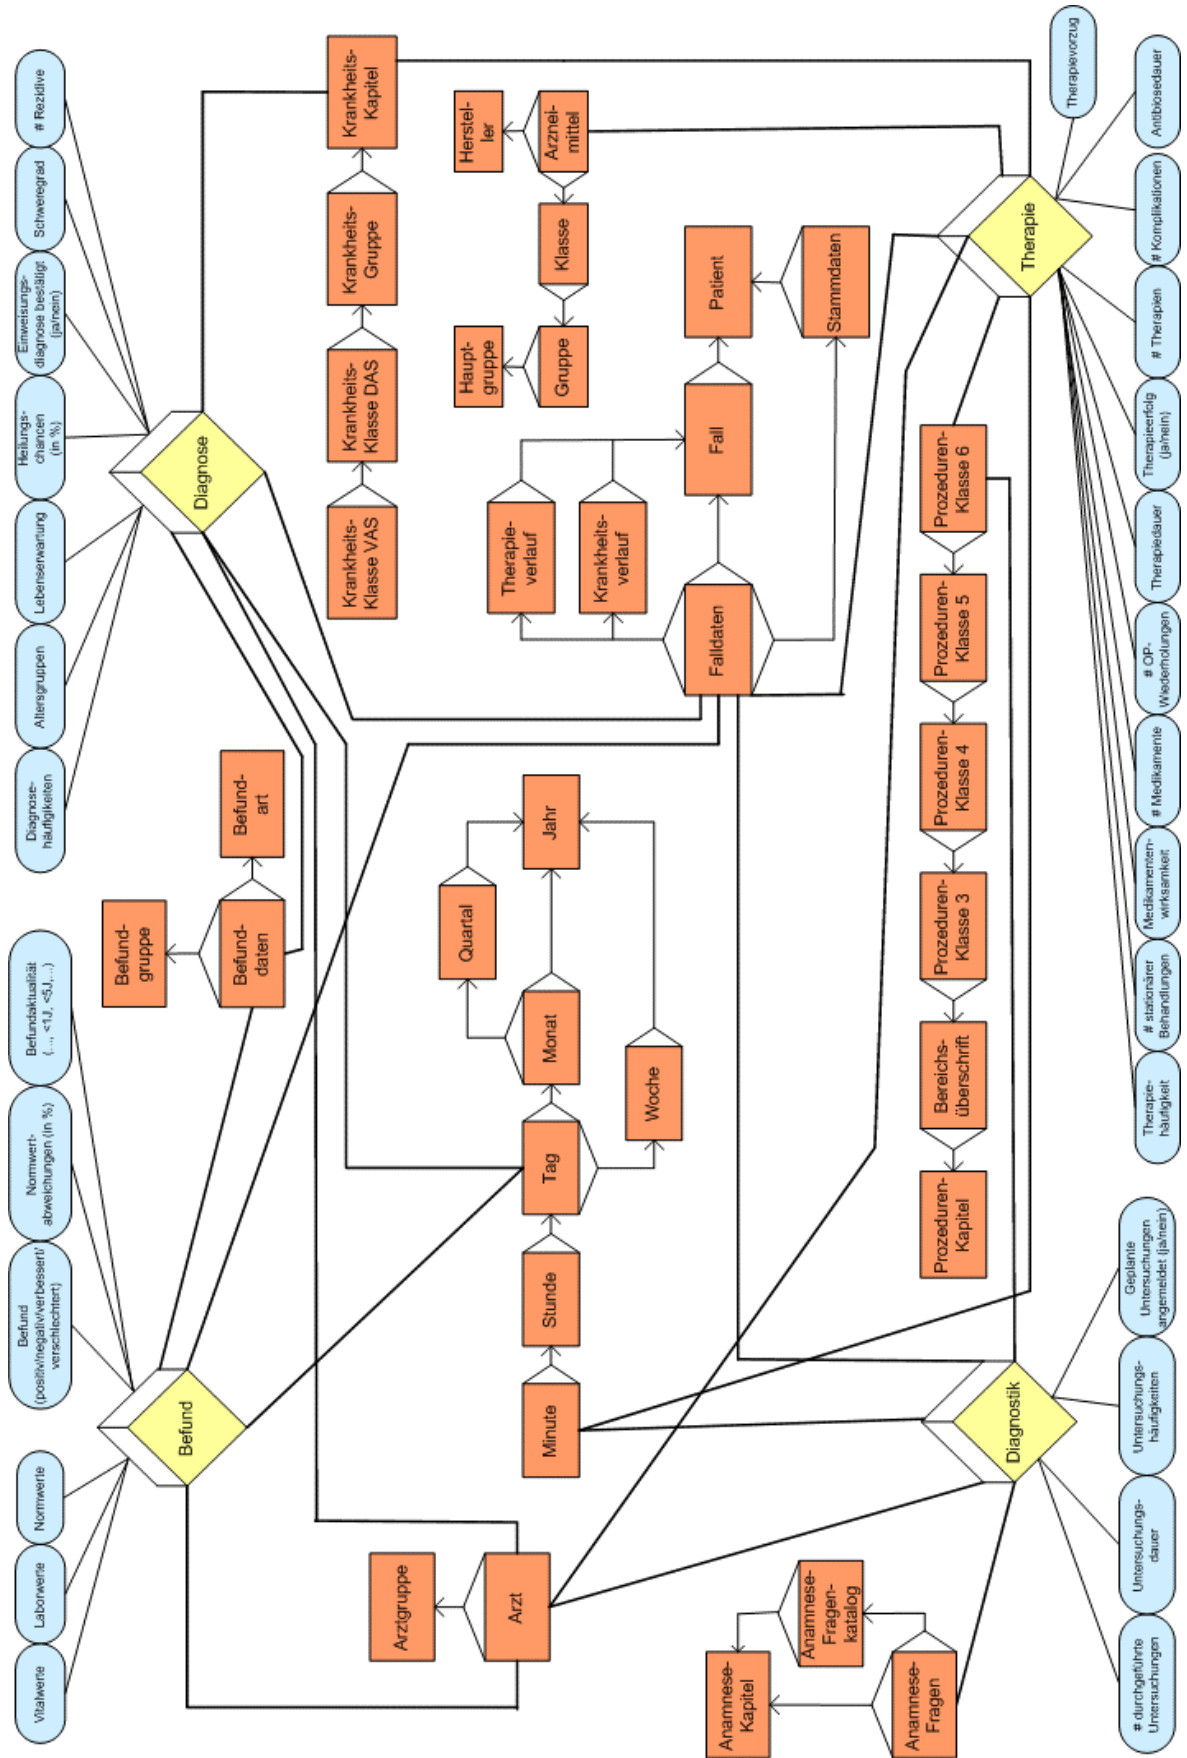 Vitalwerte
Laborwerte
Normwerte
Befund
(positiv/negativ/verbessert/
verschlechtert)
Normwert-
abweichungen (in %)
Befundaktualität
(..., <1J, <5J,...)
Diagnose-
häufigkeiten
Altersgruppen
Lebenserwartung
Heilungs-
chancen
(in %)
Einweisungs-
diagnose bestätigt
(ja/nein)
Schweregrad
# Rezidive
Befund
Befund-
gruppe
Befund-
daten
Befund-
art
Diagnose
Krankheits-
Klasse VAS
Krankheits-
Klasse DAS
Krankheits-
Gruppe
Krankheits-
Kapitel
Arztgruppe
Arzt
Minute
Stunde
Tag
Monat
Quartal
Jahr
Woche
Therapie-
verlauf
Krankheits-
verlauf
Falldaten
Fall
Patient
Stammdaten
Haupt-
gruppe
Gruppe
Klasse
Arznei-
mittel
Herstel-
ler
Anamnese-
Kapitel
Anamnese-
Fragen-
katalog
Anamnese-
Fragen
Prozeduren-
Kapitel
Bereichs-
überschrift
Prozeduren-
Klasse 3
Prozeduren-
Klasse 4
Prozeduren-
Klasse 5
Prozeduren-
Klasse 6
Diagnostik
Therapie
# durchgeführte
Untersuchungen
Untersuchungs-
dauer
Untersuchungs-
häufigkeiten
Geplante
Untersuchungen
angemeldet (ja/nein)
Therapie-
häufigkeit
# stationärer
Behandlungen
Medikamenten-
wirksamkeit
# Medikamente
# OP-
Wiederholungen
Therapiedauer
Therapieerfolg
(ja/nein)
# Therapien
# Komplikationen
Antibiosedauer
Therapievorzug